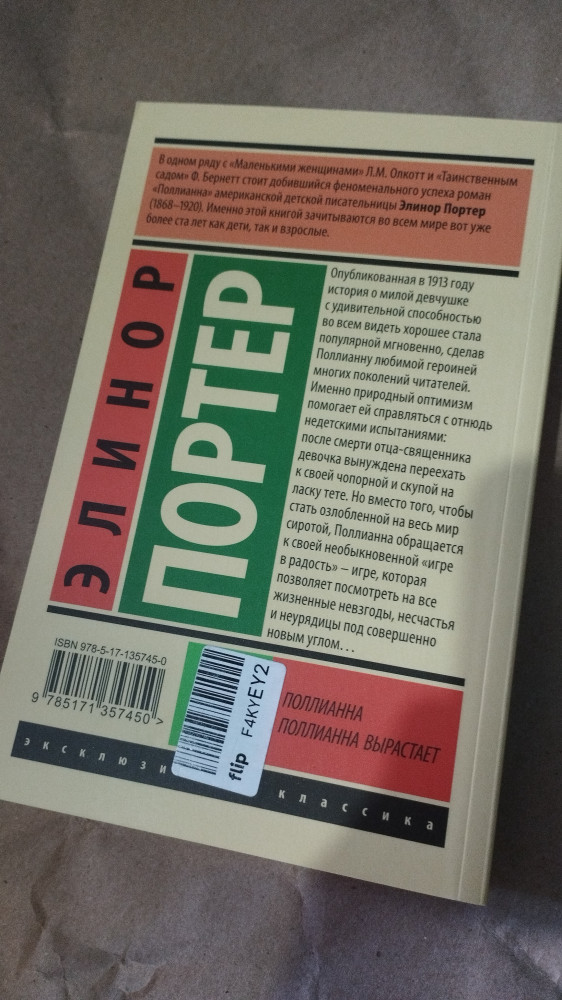 В одном ряду с «Маленькими женщинами» Л.М. Олкотт и «Таинственным
садом» Ф. Бернетт стоит добившийся феноменального успеха роман
«Поллианна» американской детской писательницы Элинор Портер
(1868–1920). Именно этой книгой зачитываются во всем мире вот уже
более ста лет как дети, так и взрослые.
ЭЛИНОР
ПОРТЕР
Опубликованная в 1913 году
история о милой девчушке
с удивительной способностью
во всем видеть хорошее стала
популярной мгновенно, сделав
Поллианну любимой героиней
многих поколений читателей.
Именно природный оптимизм
помогает ей справляться с отнюдь
недетскими испытаниями:
после смерти отца-священника
девочка вынуждена переехать
к своей чопорной и скупой на
ласку тете. Но вместо того, чтобы
стать озлобленной на весь мир
сиротой, Поллианна обращается
к своей необыкновенной «игре
в радость» – игре, которая
позволяет посмотреть на все
жизненные невзгоды, несчастья
и неурядицы под совершенно
новым углом…
ISBN 978-5-17-135745-0
9 785171 357450 >
flip F4KYEY2
ПОЛЛИАННА
ПОЛЛИАННА ВЫРАСТАЕТ
эксклюзи классика